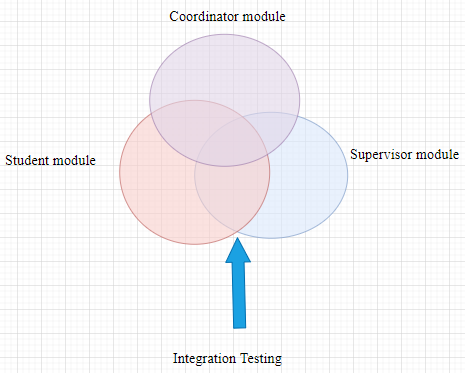 Coordinator module
Student module
Supervisor module
Integration Testing